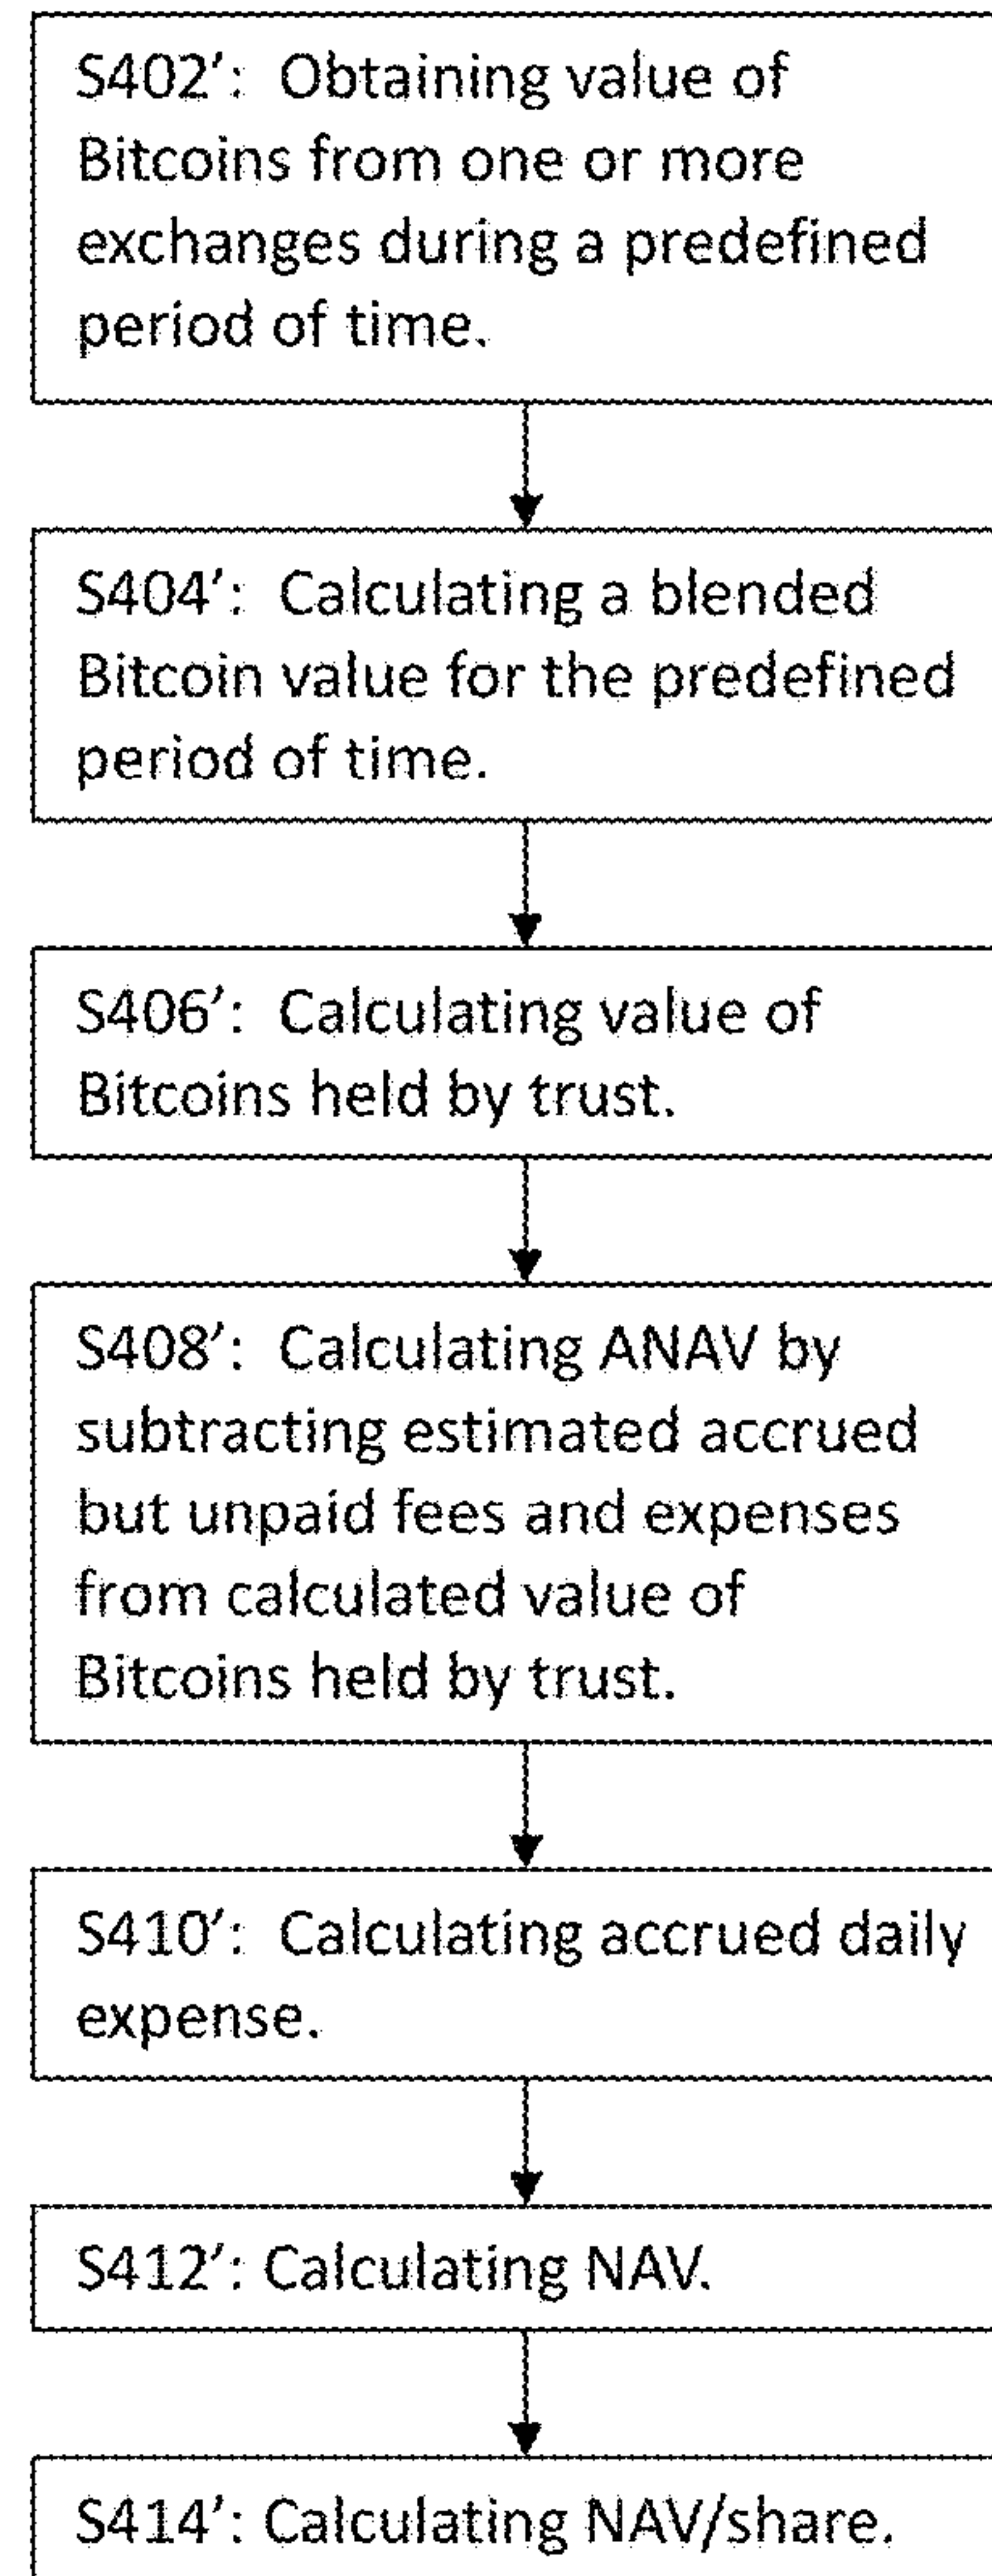 S402′: Obtaining value of
Bitcoins from one or more
exchanges during a predefined
period of time.
S404′: Calculating a blended
Bitcoin value for the predefined
period of time.
S406′: Calculating value of
Bitcoins held by trust.
S408′: Calculating ANAV by
subtracting estimated accrued
but unpaid fees and expenses
from calculated value of
Bitcoins held by trust.
S410′: Calculating accrued daily
expense.
S412′: Calculating NAV.
S414′: Calculating NAV/share.